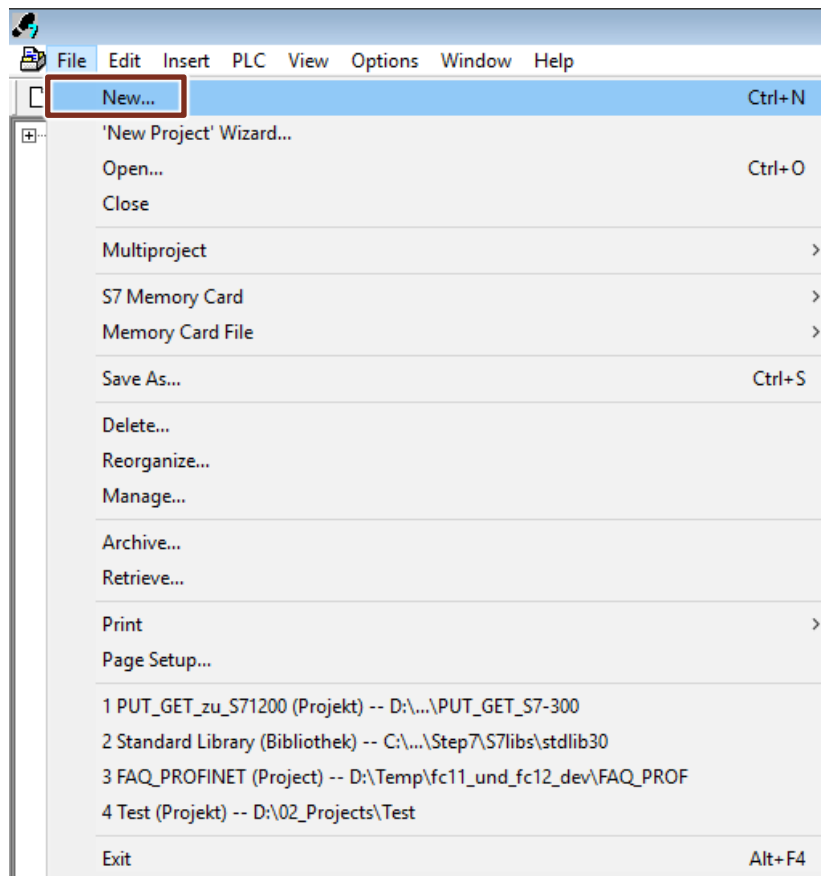 File Edit Insert PLC View Options Window Help
New... Ctrl+N
'New Project' Wizard...
Open... Ctrl+O
Close
Multiproject
S7 Memory Card
Memory Card File
Save As... Ctrl+S
Delete...
Reorganize...
Manage...
Archive...
Retrieve...
Print
Page Setup...
1 PUT_GET_zu_S71200 (Projekt) -- D:\...\PUT_GET_S7-300
2 Standard Library (Bibliothek) -- C:\...\Step7\S7libs\stdlib30
3 FAQ_PROFINET (Project) -- D:\Temp\fc11_und_fc12_dev\FAQ_PROF
4 Test (Projekt) -- D:\02_Projects\Test
Exit Alt+F4